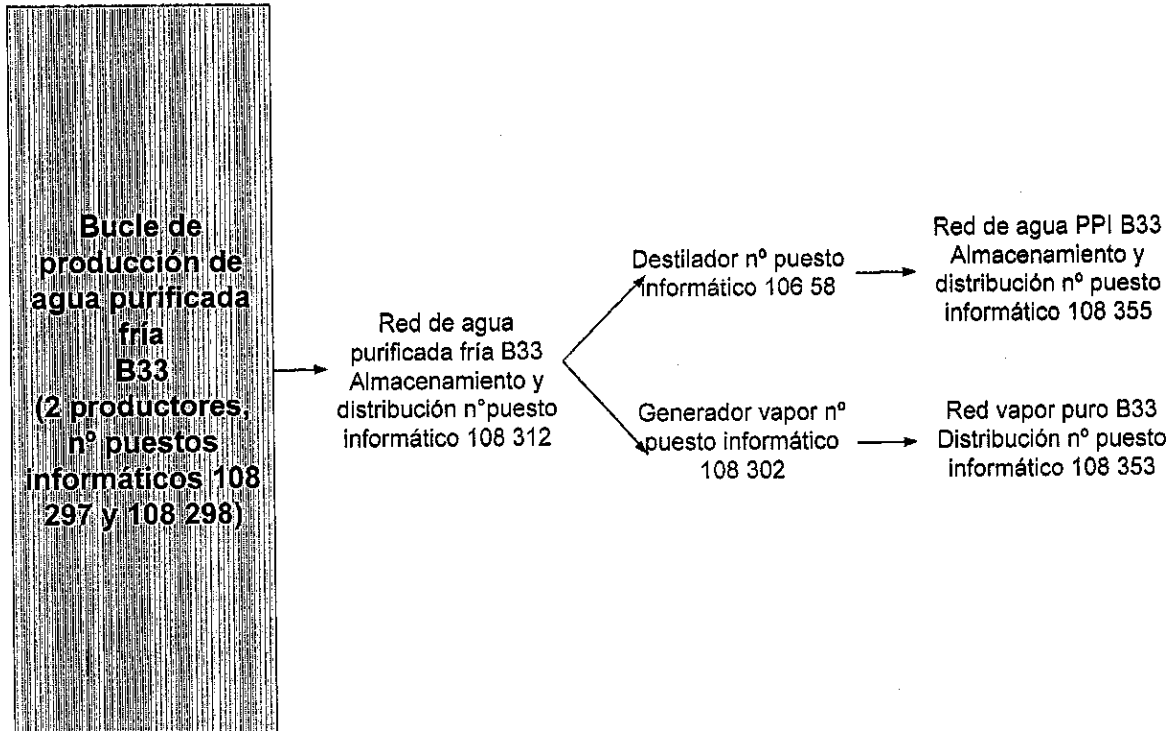 Bucle de
producción de
agua purificada
fría
B33
(2 productores,
nº puestos
informáticos 108
297 y 108 298)
Red de agua
purificada fría B33
Almacenamiento y
distribución n°puesto
informático 108 312
Destilador nº puesto
informático 106 58
Red de agua PPI B33
Almacenamiento y
distribución nº puesto
informático 108 355
Generador vapor nº
puesto informático
108 302
Red vapor puro B33
Distribución nº puesto
informático 108 353